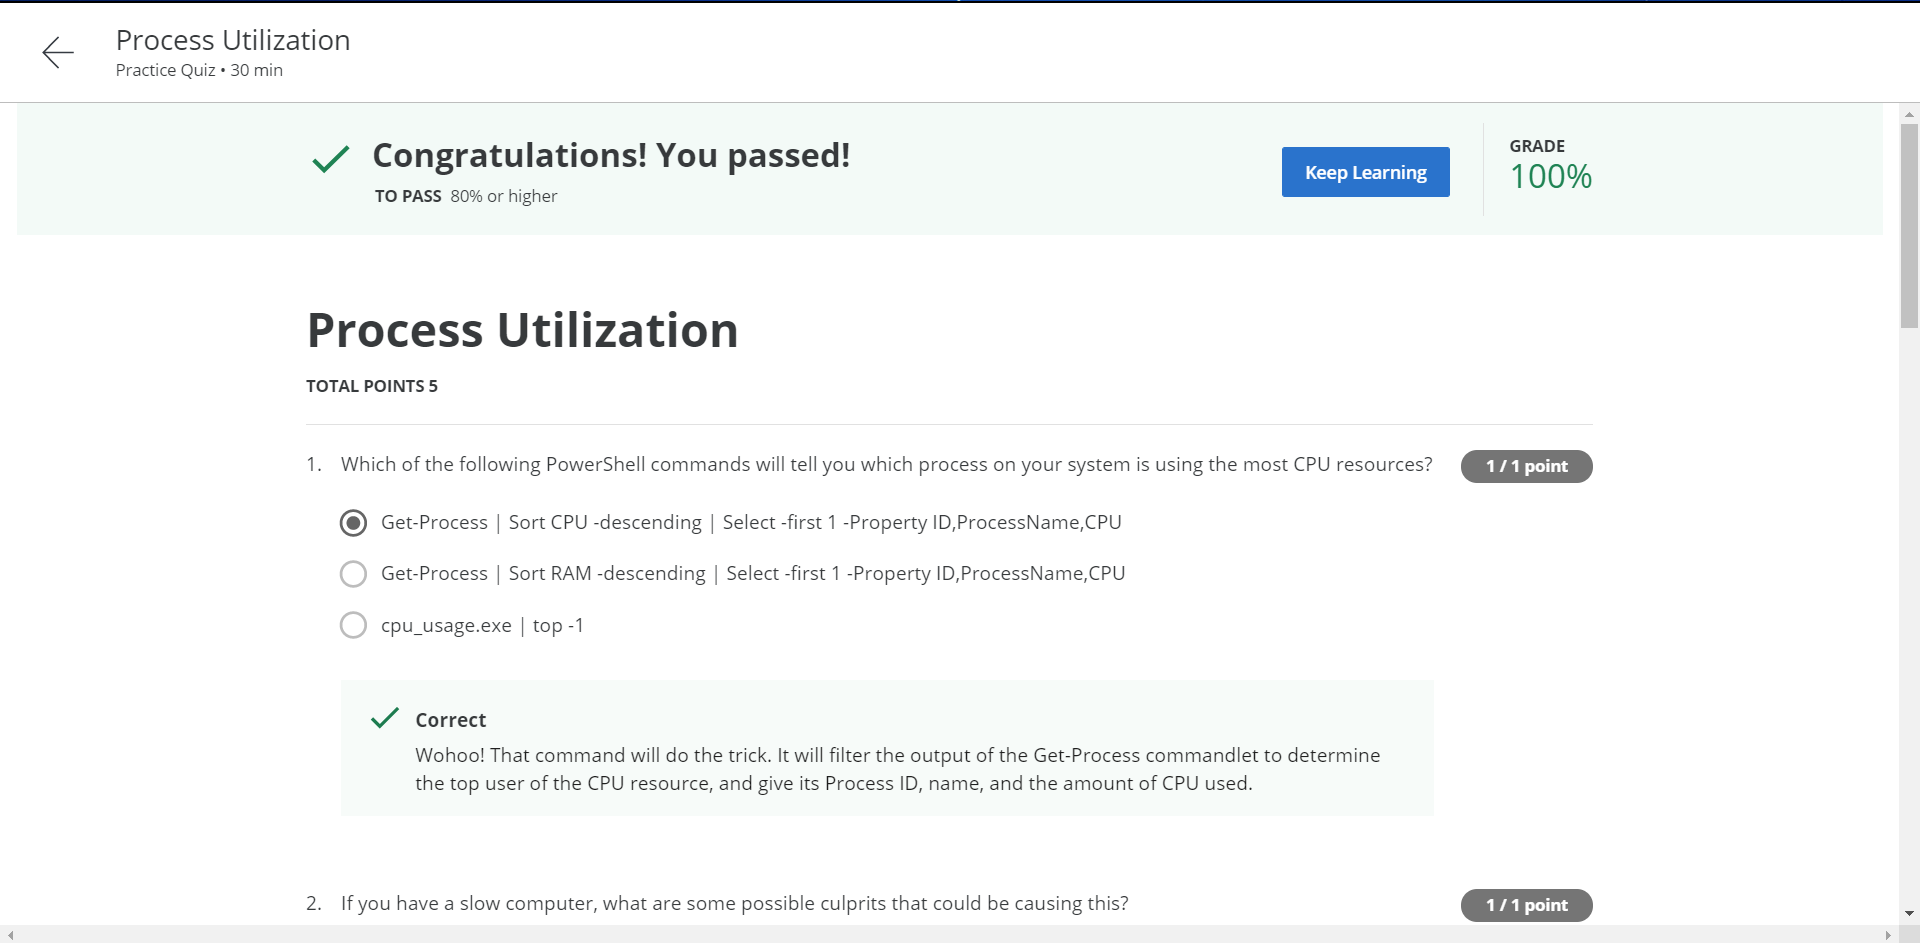 Process Utilization
Practice Quiz • 30 min
Congratulations! You passed!
TO PASS 80% or higher
Keep Learning
GRADE
100%
Process Utilization
TOTAL POINTS 5
1. Which of the following PowerShell commands will tell you which process on your system is using the most CPU resources?
1 / 1 point
Get-Process | Sort CPU -descending | Select -first 1 -Property ID,ProcessName,CPU
Get-Process | Sort RAM -descending | Select -first 1 -Property ID,ProcessName,CPU
cpu_usage.exe | top -1
Correct
Wohoo! That command will do the trick. It will filter the output of the Get-Process commandlet to determine
the top user of the CPU resource, and give its Process ID, name, and the amount of CPU used.
2. If you have a slow computer, what are some possible culprits that could be causing this?
1 / 1 point